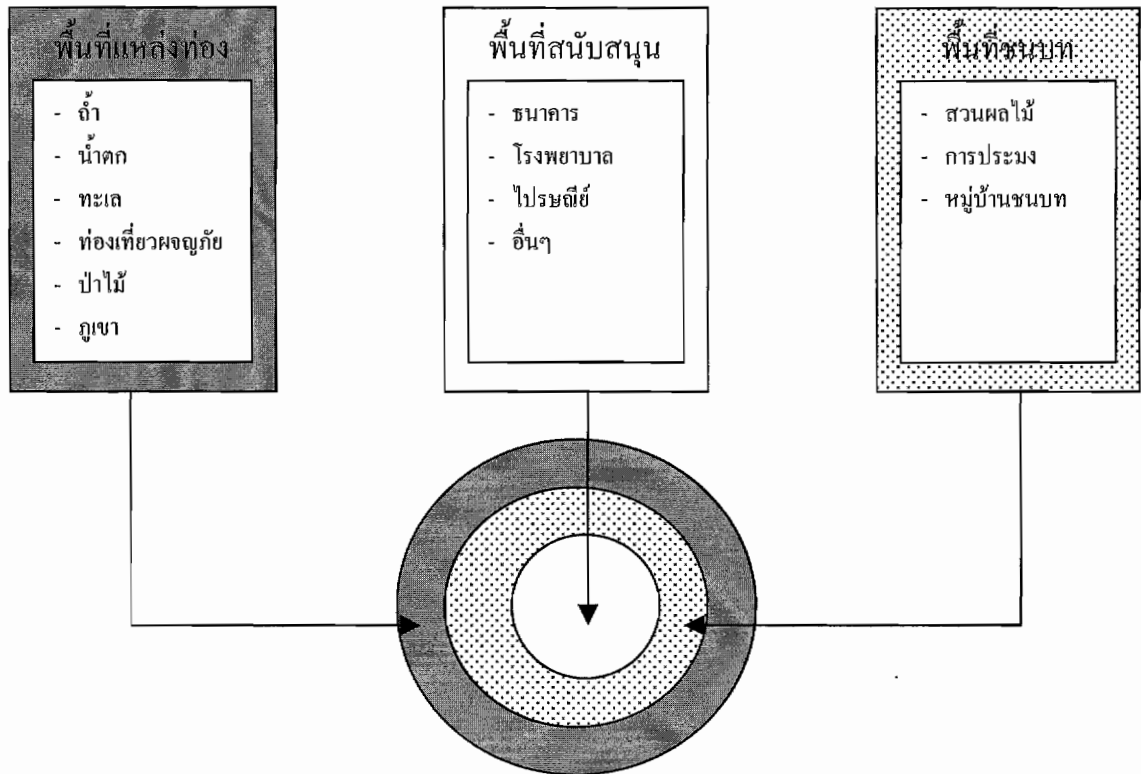 พื้นที่แหล่งท่อง
- ถ้ำ
- น้ำตก
- ทะเล
- ท่องเที่ยวผจญภัย
- ป่าไม้
- ภูเขา
พื้นที่สนับสนุน
- ธนาคาร
- โรงพยาบาล
- ไปรษณีย์
- อื่นๆ
พื้นที่ชนบท
- สวนผลไม้
- การประมง
- หมู่บ้านชนบท